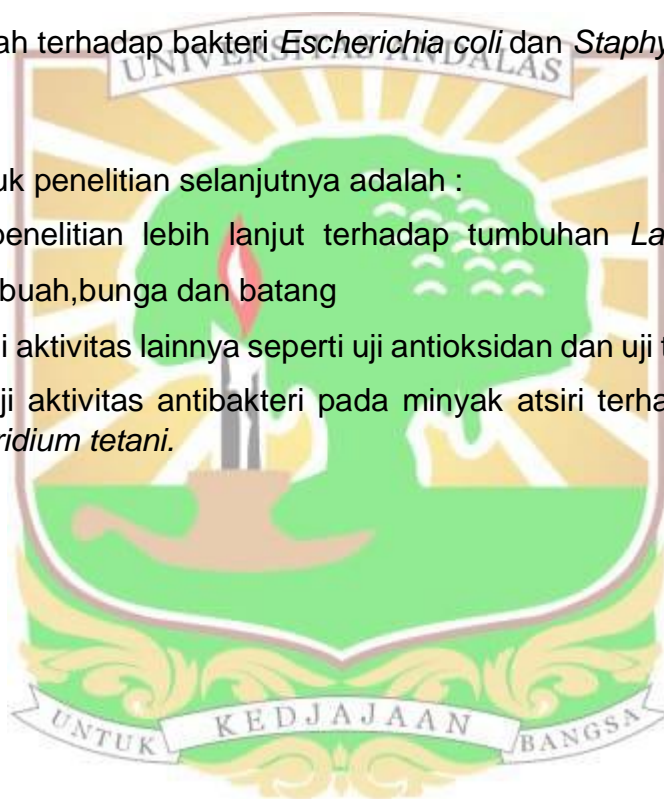 ah terhadap bakteri Escherichia coli dan Staphy
UNIVERSITAS ANDALAS
uk penelitian selanjutnya adalah :
penelitian lebih lanjut terhadap tumbuhan La
buah,bunga dan batang
i aktivitas lainnya seperti uji antioksidan dan uji t
ji aktivitas antibakteri pada minyak atsiri terha
ridium tetani.
UNTUK KEDJAJAAN BANGSA